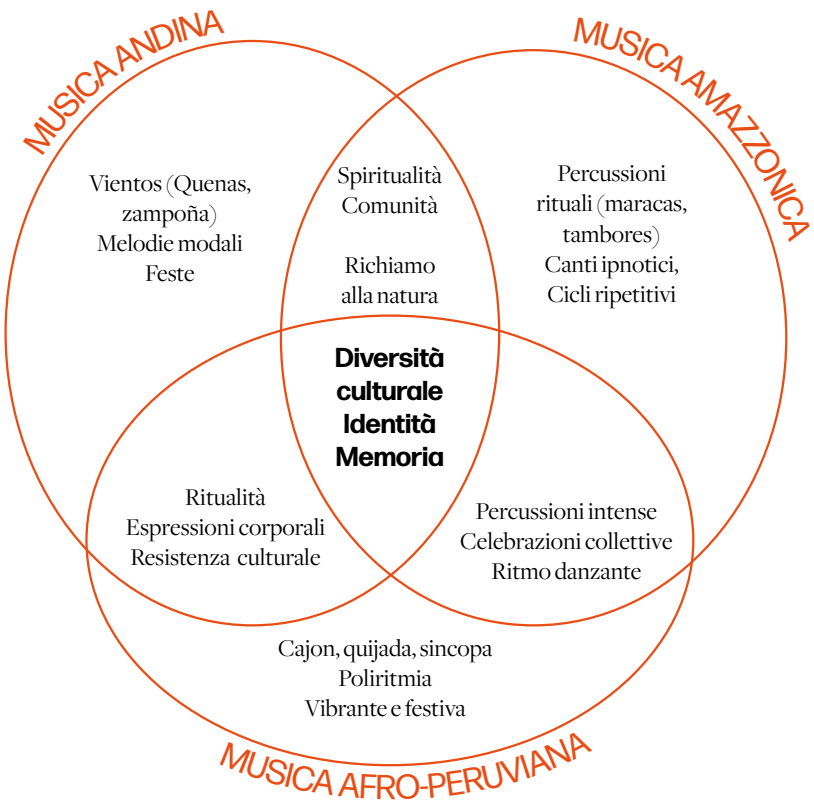 MUSICA ANDINA
MUSICA AMAZZONICA
Vientos (Quenas,
zampoña)
Melodie modali
Feste
Spiritualità
Comunità
Richiamo
alla natura
Percussioni
rituali (maracas,
tambores)
Canti ipnotici,
Cicli ripetitivi
Diversità
culturale
Identità
Memoria
Ritualità
Espressioni corporali
Resistenza culturale
Percussioni intense
Celebrazioni collettive
Ritmo danzante
Cajon, quijada, sincopa
Poliritmia
Vibrante e festiva
MUSICA AFRO-PERUVIANA